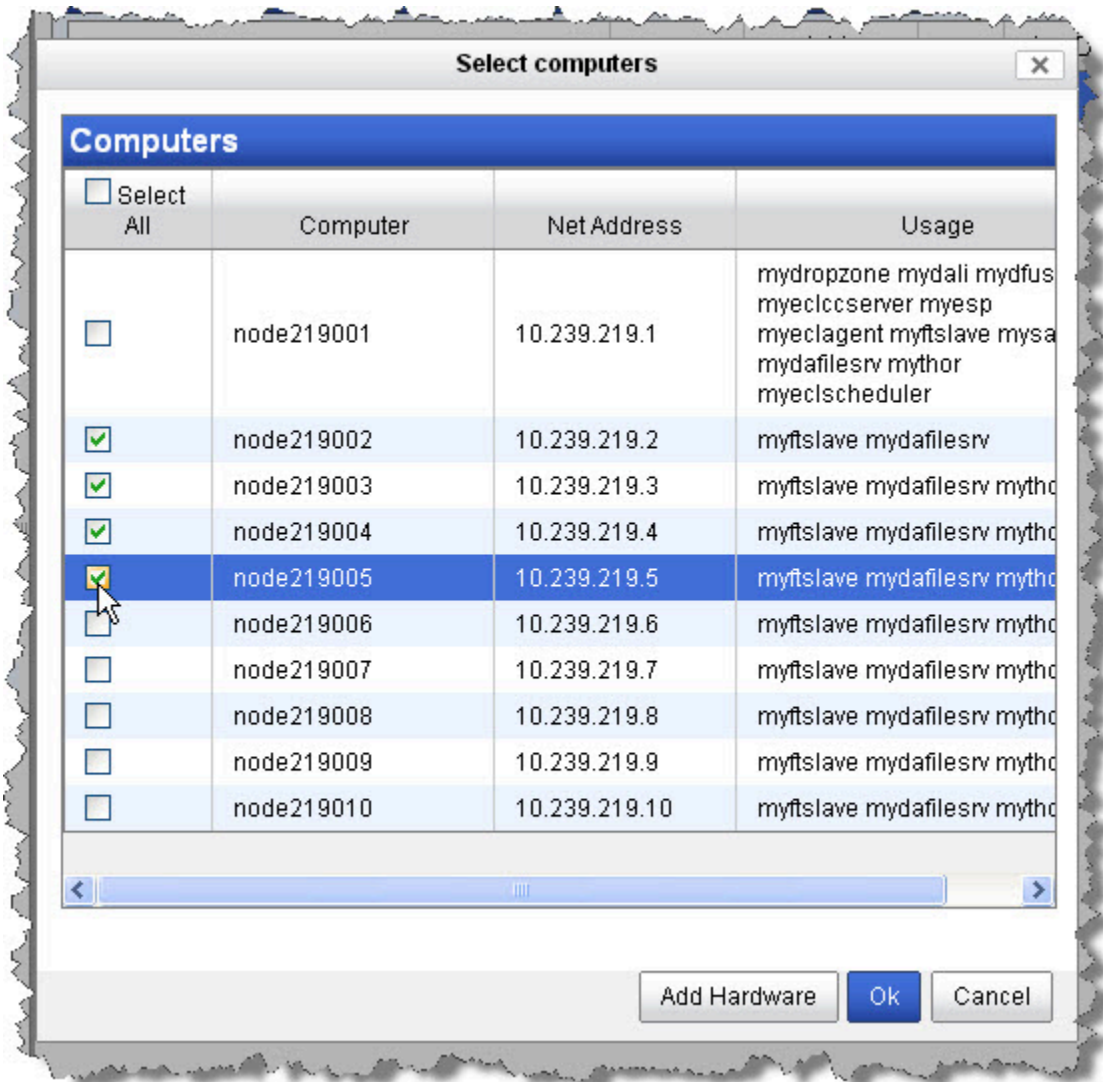 Select computers
Computers
Select All Computer Net Address Usage
mydropzone mydali mydfus
myeclccserver myesp
node219001 10.239.219.1 myeclagent myftslave mysa
mydafilesrv mythor
myeclscheduler
node219002 10.239.219.2 myftslave mydafilesrv
node219003 10.239.219.3 myftslave mydafilesrv mytho
node219004 10.239.219.4 myftslave mydafilesrv mytho
node219005 10.239.219.5 myftslave mydafilesrv mytho
node219006 10.239.219.6 myftslave mydafilesrv mytho
node219007 10.239.219.7 myftslave mydafilesrv mytho
node219008 10.239.219.8 myftslave mydafilesrv mytho
node219009 10.239.219.9 myftslave mydafilesrv mytho
node219010 10.239.219.10 myftslave mydafilesrv mytho
Add Hardware Ok Cancel